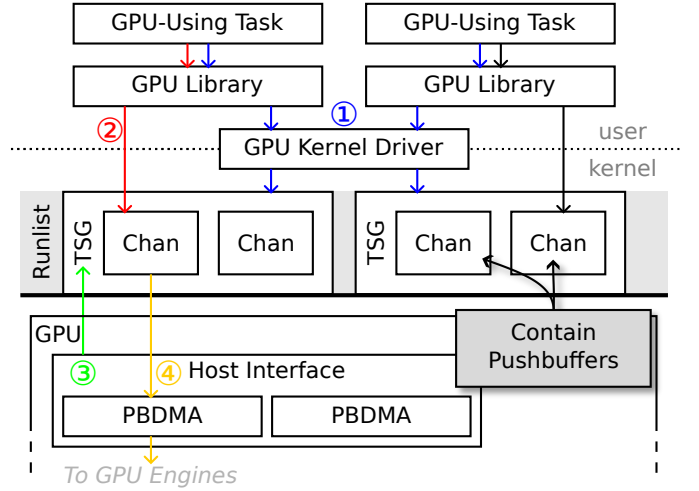 GPU-Using Task
GPU-Using Task
GPU Library
GPU Library
①
②
user
GPU Kernel Driver
kernel
Runlist
TSG
Chan
Chan
TSG
Chan
Chan
GPU
Contain
Pushbuffers
③
④
Host Interface
PBDMA
PBDMA
To GPU Engines